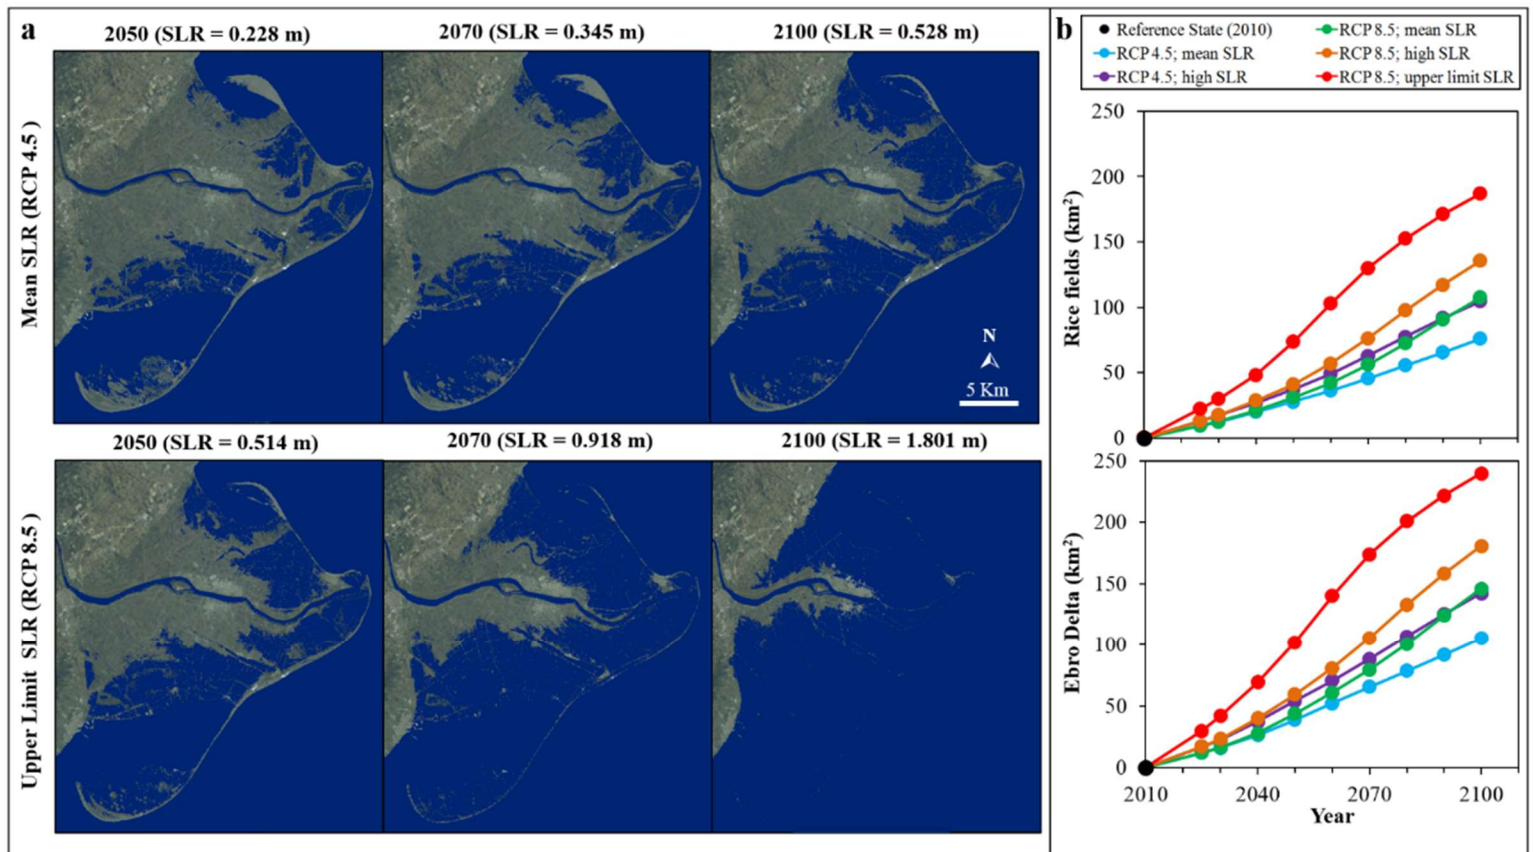 a
2050 (SLR = 0.228 m)
2070 (SLR = 0.345 m)
2100 (SLR = 0.528 m)
Mean SLR (RCP 4.5 )
N
5 Km
2050 (SLR = 0.514 m)
2070 (SLR = 0.918 m)
2100 (SLR = 1.801 m)
Upper Limit SLR (RCP 8.5 )
b
Reference State (2010)
RCP 4.5; mean SLR
RCP 4.5; high SLR
RCP 8.5; mean SLR
RCP 8.5; high SLR
RCP 8.5; upper limit SLR
Rice fields (km²)
250
200
150
100
50
0
Ebro Delta (km²)
250
200
150
100
50
0
2010 2040 2070 2100
Year